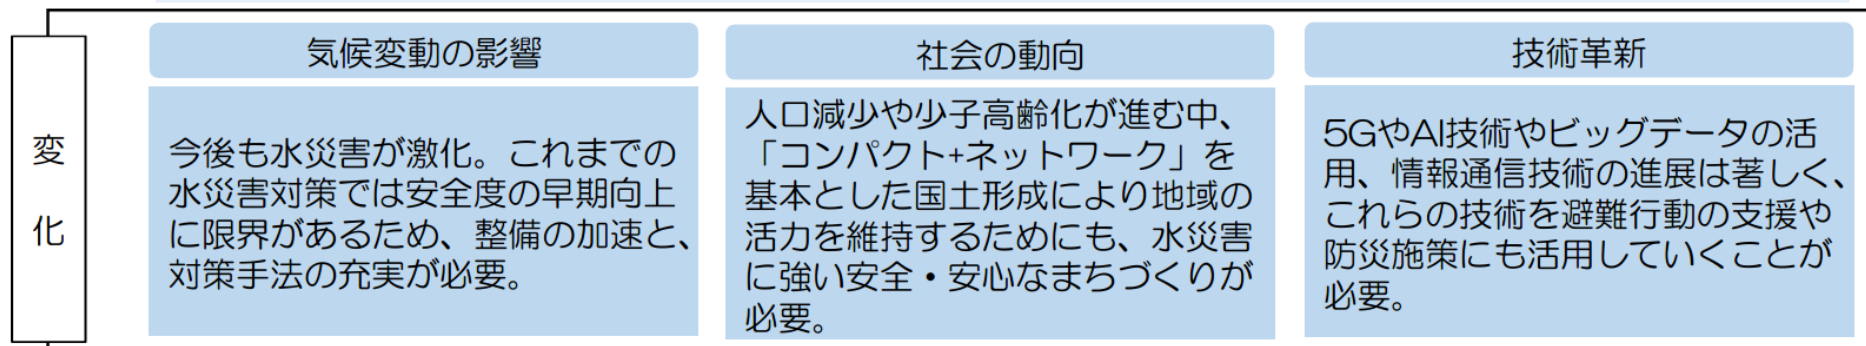 変化
気候変動の影響
今後も水災害が激化。これまでの
水災害対策では安全度の早期向上
に限界があるため、整備の加速と、
対策手法の充実が必要。
社会の動向
人口減少や少子高齢化が進む中、
「コンパクト+ネットワーク」を
基本とした国土形成により地域の
活力を維持するためにも、水災害
に強い安全・安心なまちづくりが
必要。
技術革新
5GやAI技術やビッグデータの活
用、情報通信技術の進展は著しく、
これらの技術を避難行動の支援や
防災施策にも活用していくことが
必要。